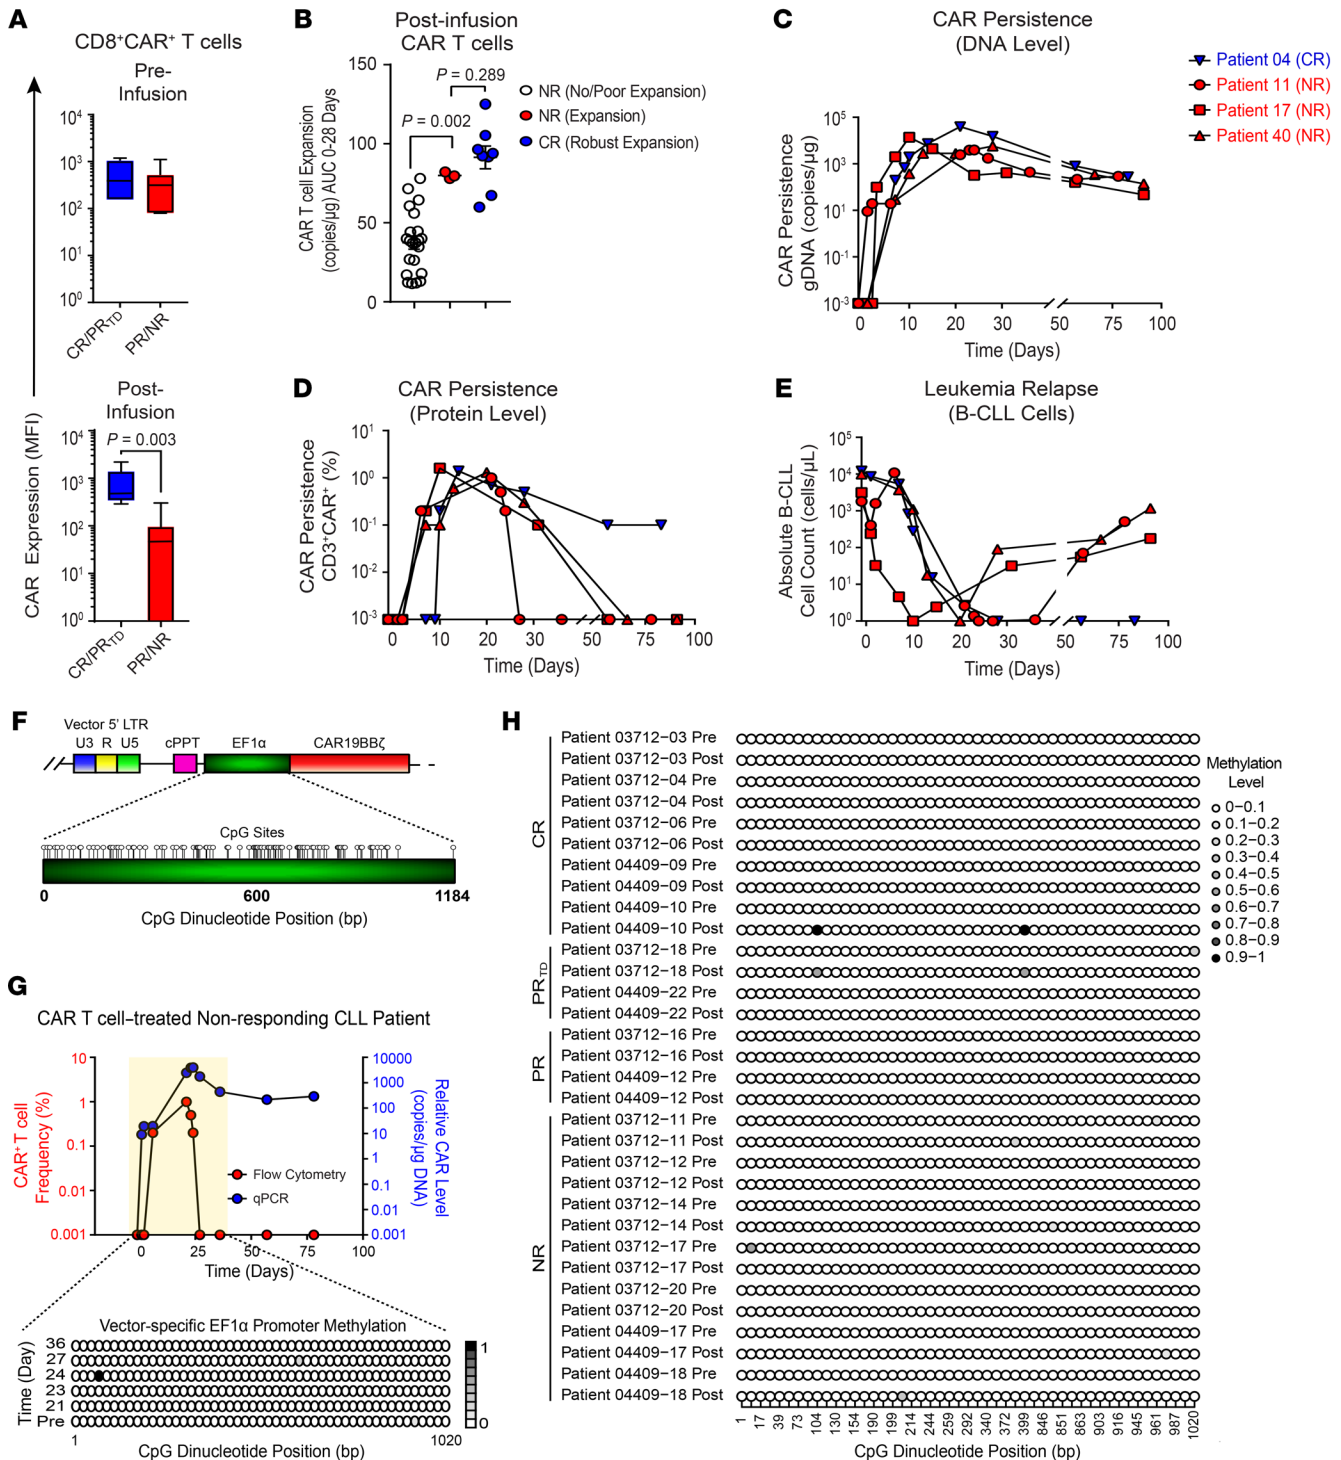 A
CD8⁺CAR⁺ T cells
Pre-
Infusion
10⁴
10³
10²
10¹
10⁰
CR/PR_TD
PR/NR
Post-
Infusion
P = 0.003
10⁴
10³
10²
10¹
10⁰
CR/PR_TD
PR/NR
CAR Expression (MFI)
B
Post-infusion
CAR T cells
P = 0.289
P = 0.002
150
100
50
0
CAR T cell Expansion
(copies/µg) AUC 0-28 Days
NR (No/Poor Expansion)
NR (Expansion)
CR (Robust Expansion)
C
CAR Persistence
(DNA Level)
Patient 04 (CR)
Patient 11 (NR)
Patient 17 (NR)
Patient 40 (NR)
10⁵
10³
10¹
10⁻¹
10⁻³
CAR Persistence
gDNA (copies/µg)
0 10 20 30 50 75 100
Time (Days)
D
CAR Persistence
(Protein Level)
10¹
10⁰
10⁻¹
10⁻²
10⁻³
CAR Persistence
CD3⁺CAR⁺ (%)
0 10 20 30 50 75 100
Time (Days)
E
Leukemia Relapse
(B-CLL Cells)
10⁵
10⁴
10³
10²
10¹
10⁰
Absolute B-CLL
Cell Count (cells/µL)
0 10 20 30 50 75 100
Time (Days)
F
Vector 5' LTR
U3 R U5 cPPT EF1α CAR19BBζ
CpG Sites
0 600 1184
CpG Dinucleotide Position (bp)
G
CAR T cell–treated Non-responding CLL Patient
10
1
0.1
0.01
0.001
CAR⁺T cell
Frequency (%)
10000
1000
100
10
1
0.1
0.01
0.001
Relative CAR Level
(copies/µg DNA)
Flow Cytometry
qPCR
0 25 50 75 100
Time (Days)
Vector-specific EF1α Promoter Methylation
36
27
24
23
21
Pre
Time (Day)
1
0
1 1020
CpG Dinucleotide Position (bp)
H
CR
Patient 03712−03 Pre
Patient 03712−03 Post
Patient 03712−04 Pre
Patient 03712−04 Post
Patient 03712−06 Pre
Patient 03712−06 Post
Patient 04409−09 Pre
Patient 04409−09 Post
Patient 04409−10 Pre
Patient 04409−10 Post
PR_TD
Patient 03712−18 Pre
Patient 03712−18 Post
Patient 04409−22 Pre
Patient 04409−22 Post
PR
Patient 03712−16 Pre
Patient 03712−16 Post
Patient 04409−12 Pre
Patient 04409−12 Post
NR
Patient 03712−11 Pre
Patient 03712−11 Post
Patient 03712−12 Pre
Patient 03712−12 Post
Patient 03712−14 Pre
Patient 03712−14 Post
Patient 03712−17 Pre
Patient 03712−17 Post
Patient 03712−20 Pre
Patient 03712−20 Post
Patient 04409−17 Pre
Patient 04409−17 Post
Patient 04409−18 Pre
Patient 04409−18 Post
1 17 39 73 104 130 154 190 199 214 244 259 292 340 372 399 846 851 863 903 916 945 961 987 1020
CpG Dinucleotide Position (bp)
Methylation
Level
0−0.1
0.1−0.2
0.2−0.3
0.3−0.4
0.4−0.5
0.5−0.6
0.6−0.7
0.7−0.8
0.8−0.9
0.9−1